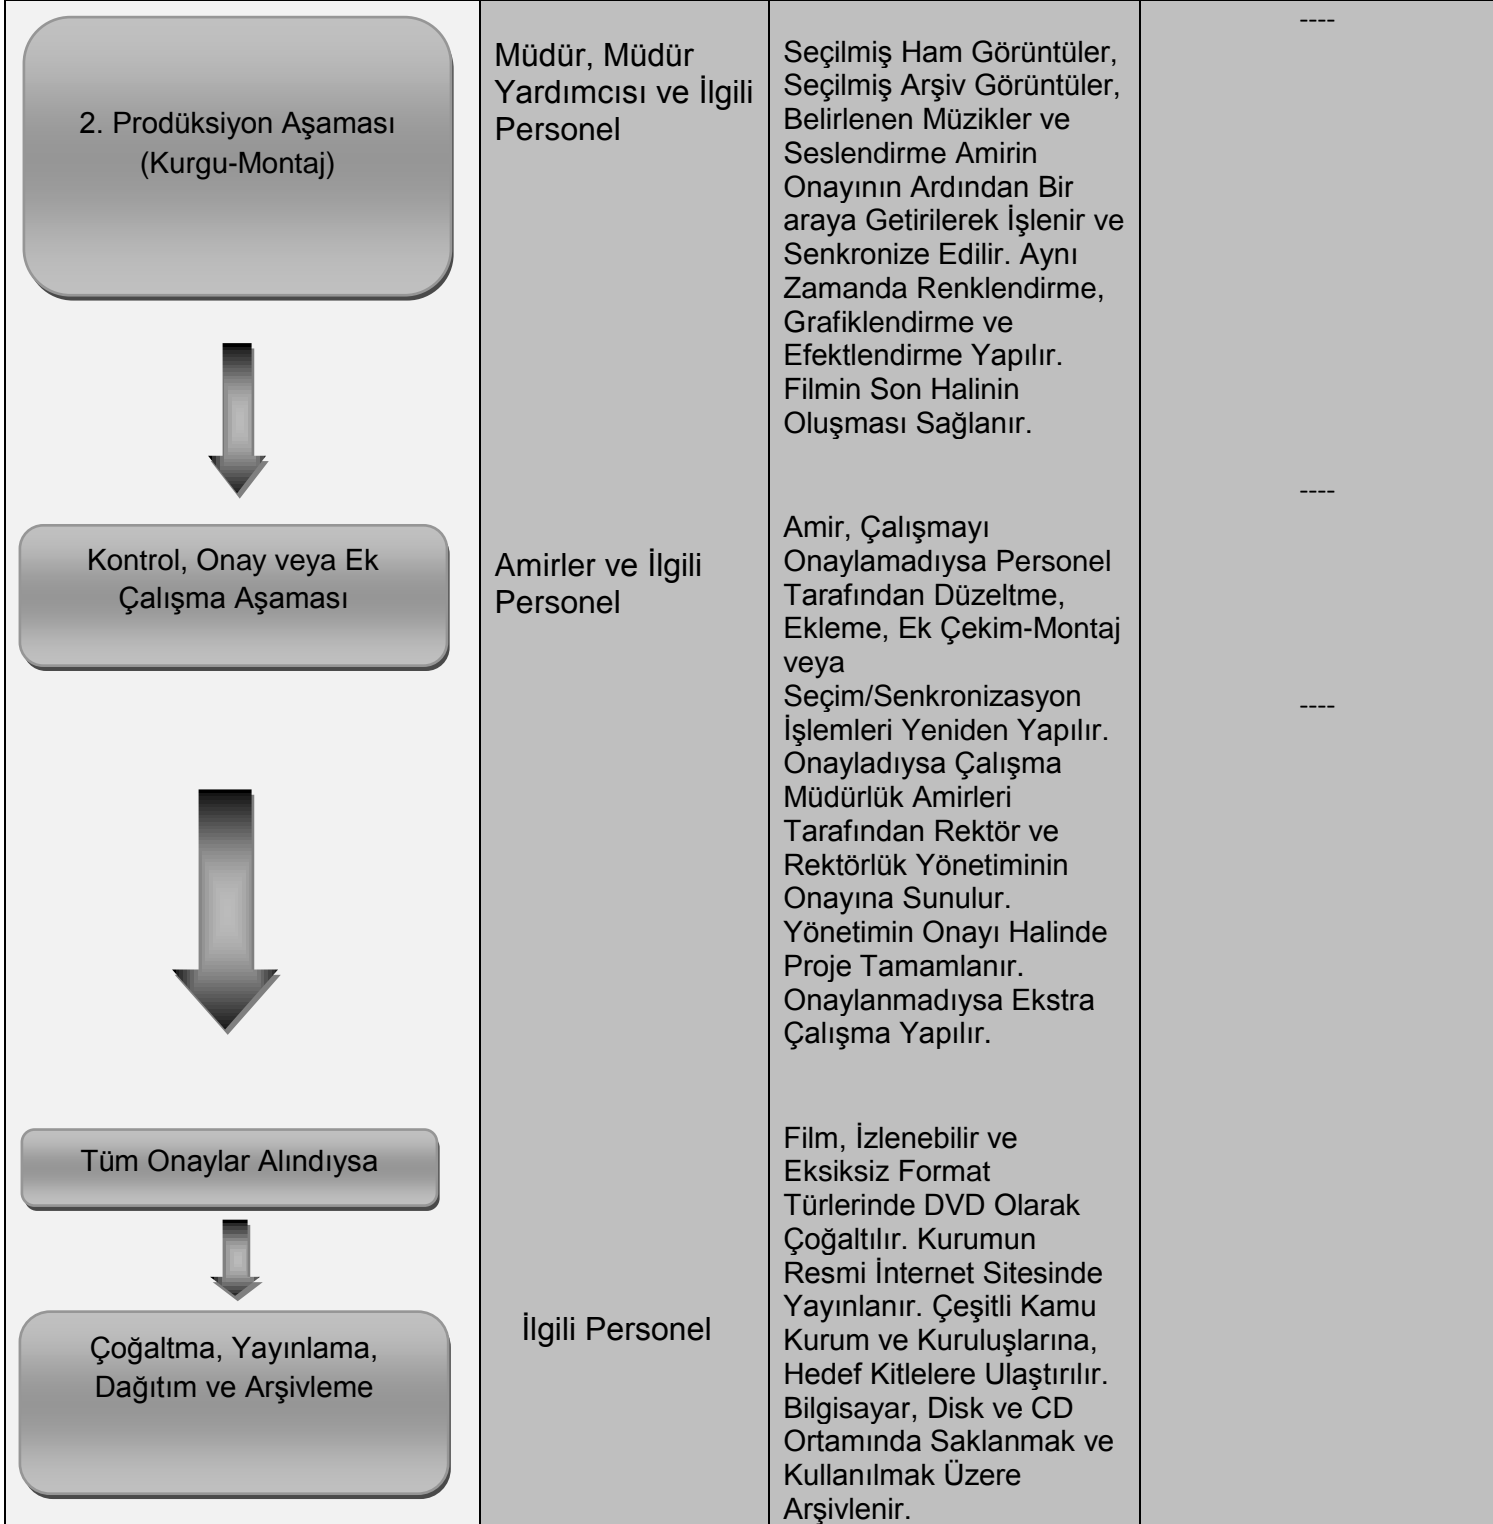 2. Prodüksiyon Aşaması
(Kurgu-Montaj)
Müdür, Müdür
Yardımcısı ve İlgili
Personel
Seçilmiş Ham Görüntüler,
Seçilmiş Arşiv Görüntüler,
Belirlenen Müzikler ve
Seslendirme Amirin
Onayının Ardından Bir
araya Getirilerek İşlenir ve
Senkronize Edilir. Aynı
Zamanda Renklendirme,
Grafiklendirme ve
Efektlendirme Yapılır.
Filmin Son Halinin
Oluşması Sağlanır.
----
Kontrol, Onay veya Ek
Çalışma Aşaması
Amirler ve İlgili
Personel
Amir, Çalışmayı
Onaylamadıysa Personel
Tarafından Düzeltme,
Ekleme, Ek Çekim-Montaj
veya
Seçim/Senkronizasyon
İşlemleri Yeniden Yapılır.
Onayladıysa Çalışma
Müdürlük Amirleri
Tarafından Rektör ve
Rektörlük Yönetiminin
Onayına Sunulur.
Yönetimin Onayı Halinde
Proje Tamamlanır.
Onaylanmadıysa Ekstra
Çalışma Yapılır.
----
----
Tüm Onaylar Alındıysa
Çoğaltma, Yayınlama,
Dağıtım ve Arşivleme
İlgili Personel
Film, İzlenebilir ve
Eksiksiz Format
Türlerinde DVD Olarak
Çoğaltılır. Kurumun
Resmi İnternet Sitesinde
Yayınlanır. Çeşitli Kamu
Kurum ve Kuruluşlarına,
Hedef Kitlelere Ulaştırılır.
Bilgisayar, Disk ve CD
Ortamında Saklanmak ve
Kullanılmak Üzere
Arşivlenir.